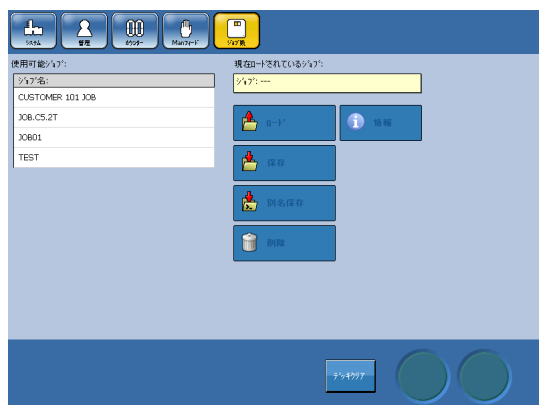 システム
管理
カウンター
Manフィード
ジョブ段
使用可能ジョブ:
現在ロードされているジョブ:
ジョブ名:
ジョブ: ---
CUSTOMER 101 JOB
JOB.C5.2T
JOB01
TEST
ロード
情報
保存
別名保存
削除
デッキクリア